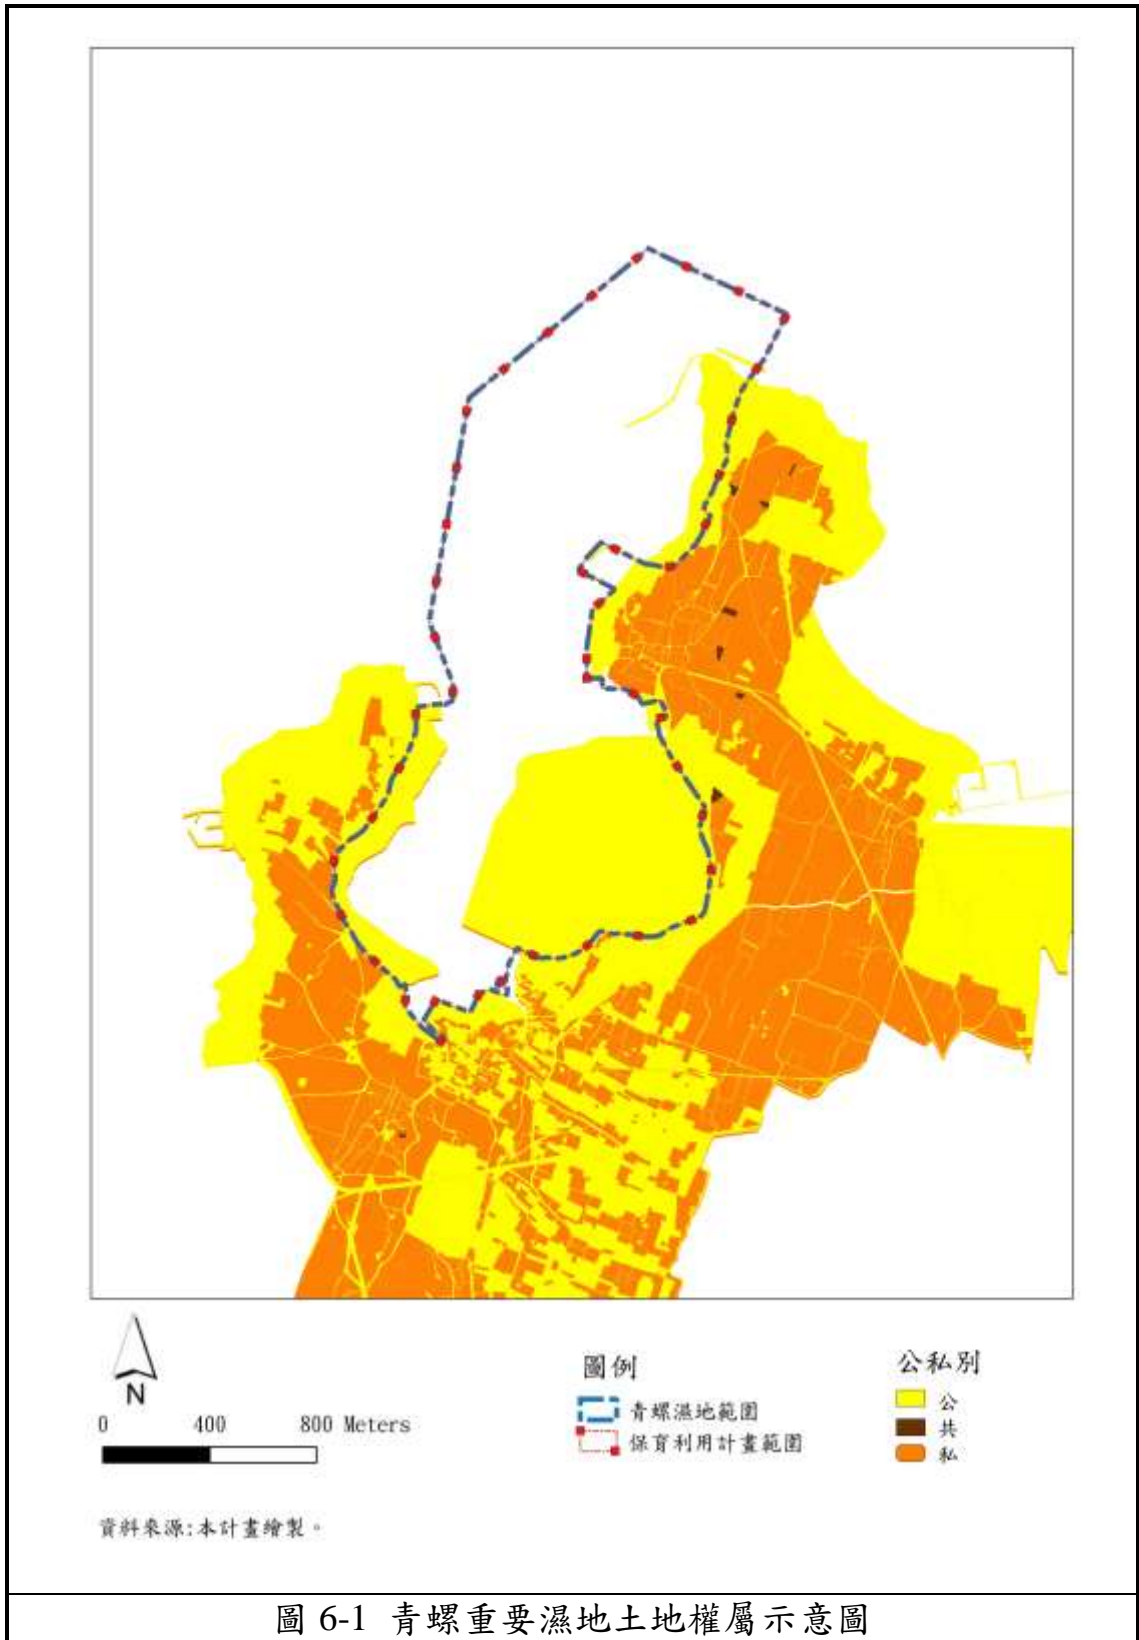 N
0 400 800 Meters
資料來源:本計畫繪製。
圖例
青螺濕地範圍
保育利用計畫範圍
公私別
公
共
私
圖 6-1 青螺重要濕地土地權屬示意圖